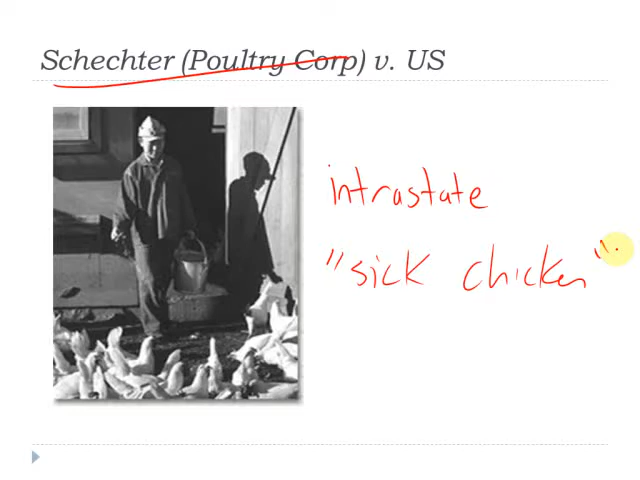 Schechter (Poultry Corp) v. US
intrastate
"sick chicken"